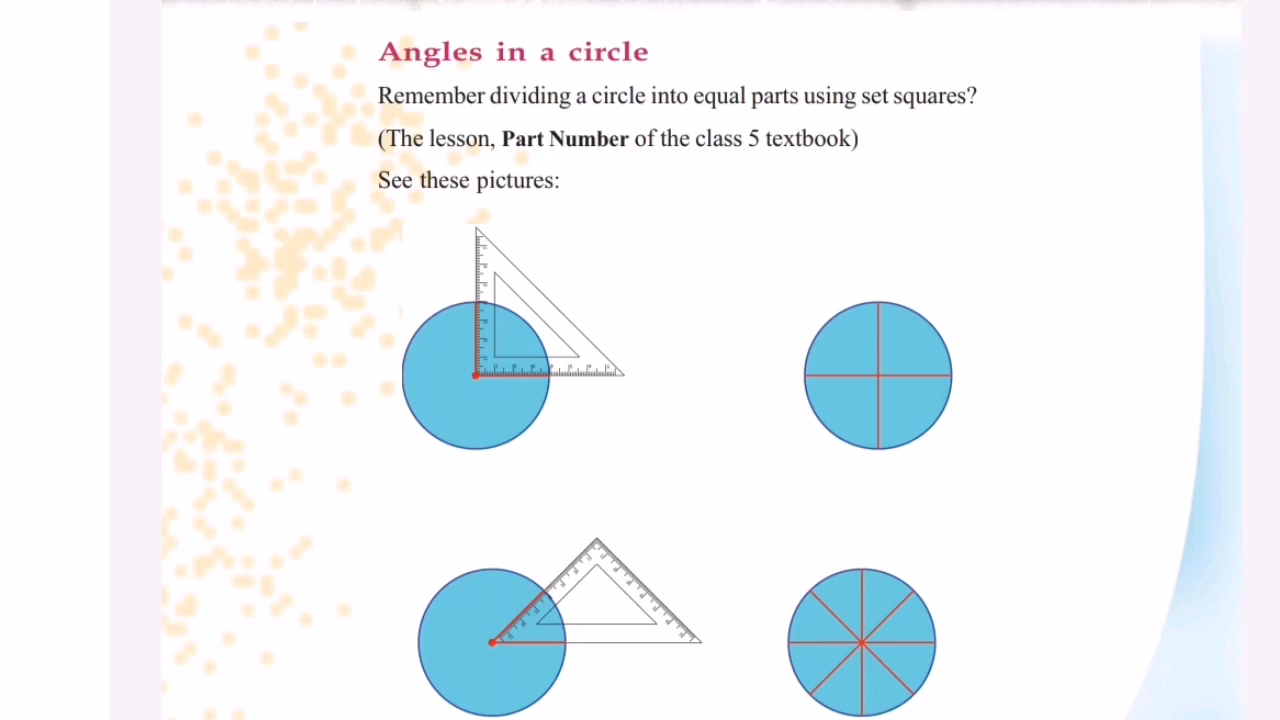 Angles in a circle
Remember dividing a circle into equal parts using set squares?
(The lesson, Part Number of the class 5 textbook)
See these pictures: